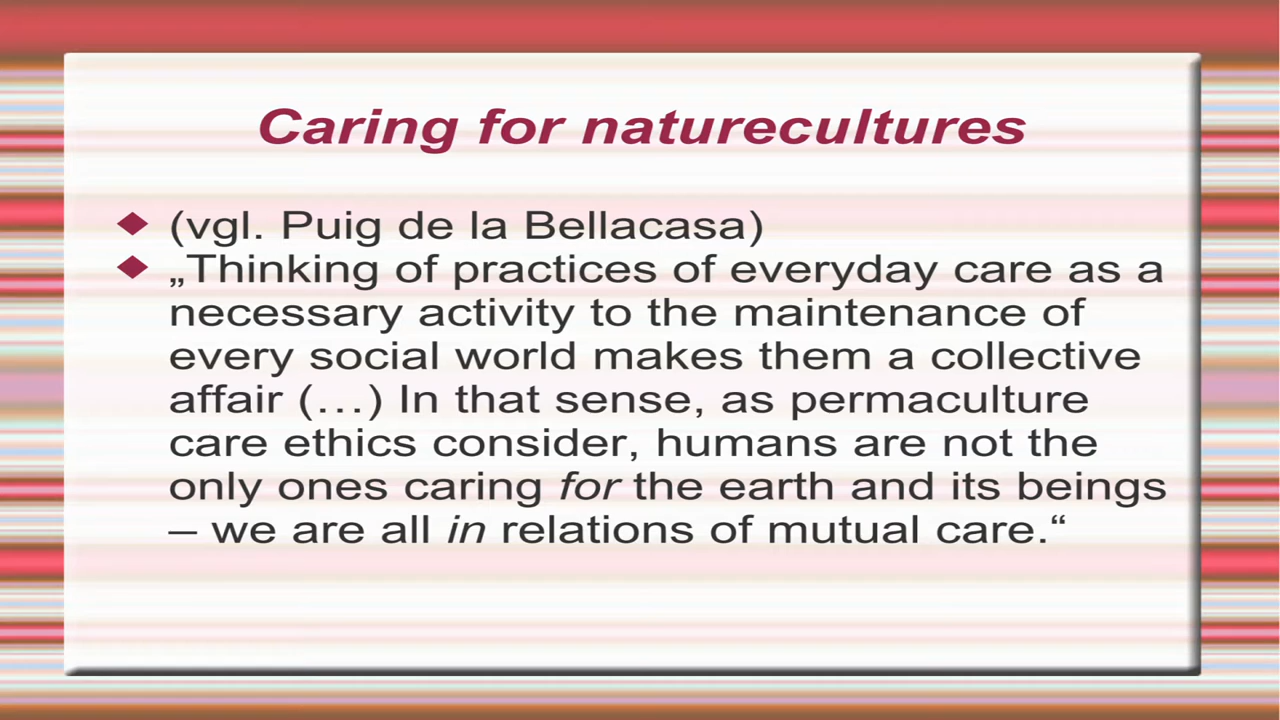 Caring for naturecultures
(vgl. Puig de la Bellacasa)
„Thinking of practices of everyday care as a
necessary activity to the maintenance of
every social world makes them a collective
affair (…) In that sense, as permaculture
care ethics consider, humans are not the
only ones caring for the earth and its beings
– we are all in relations of mutual care.“